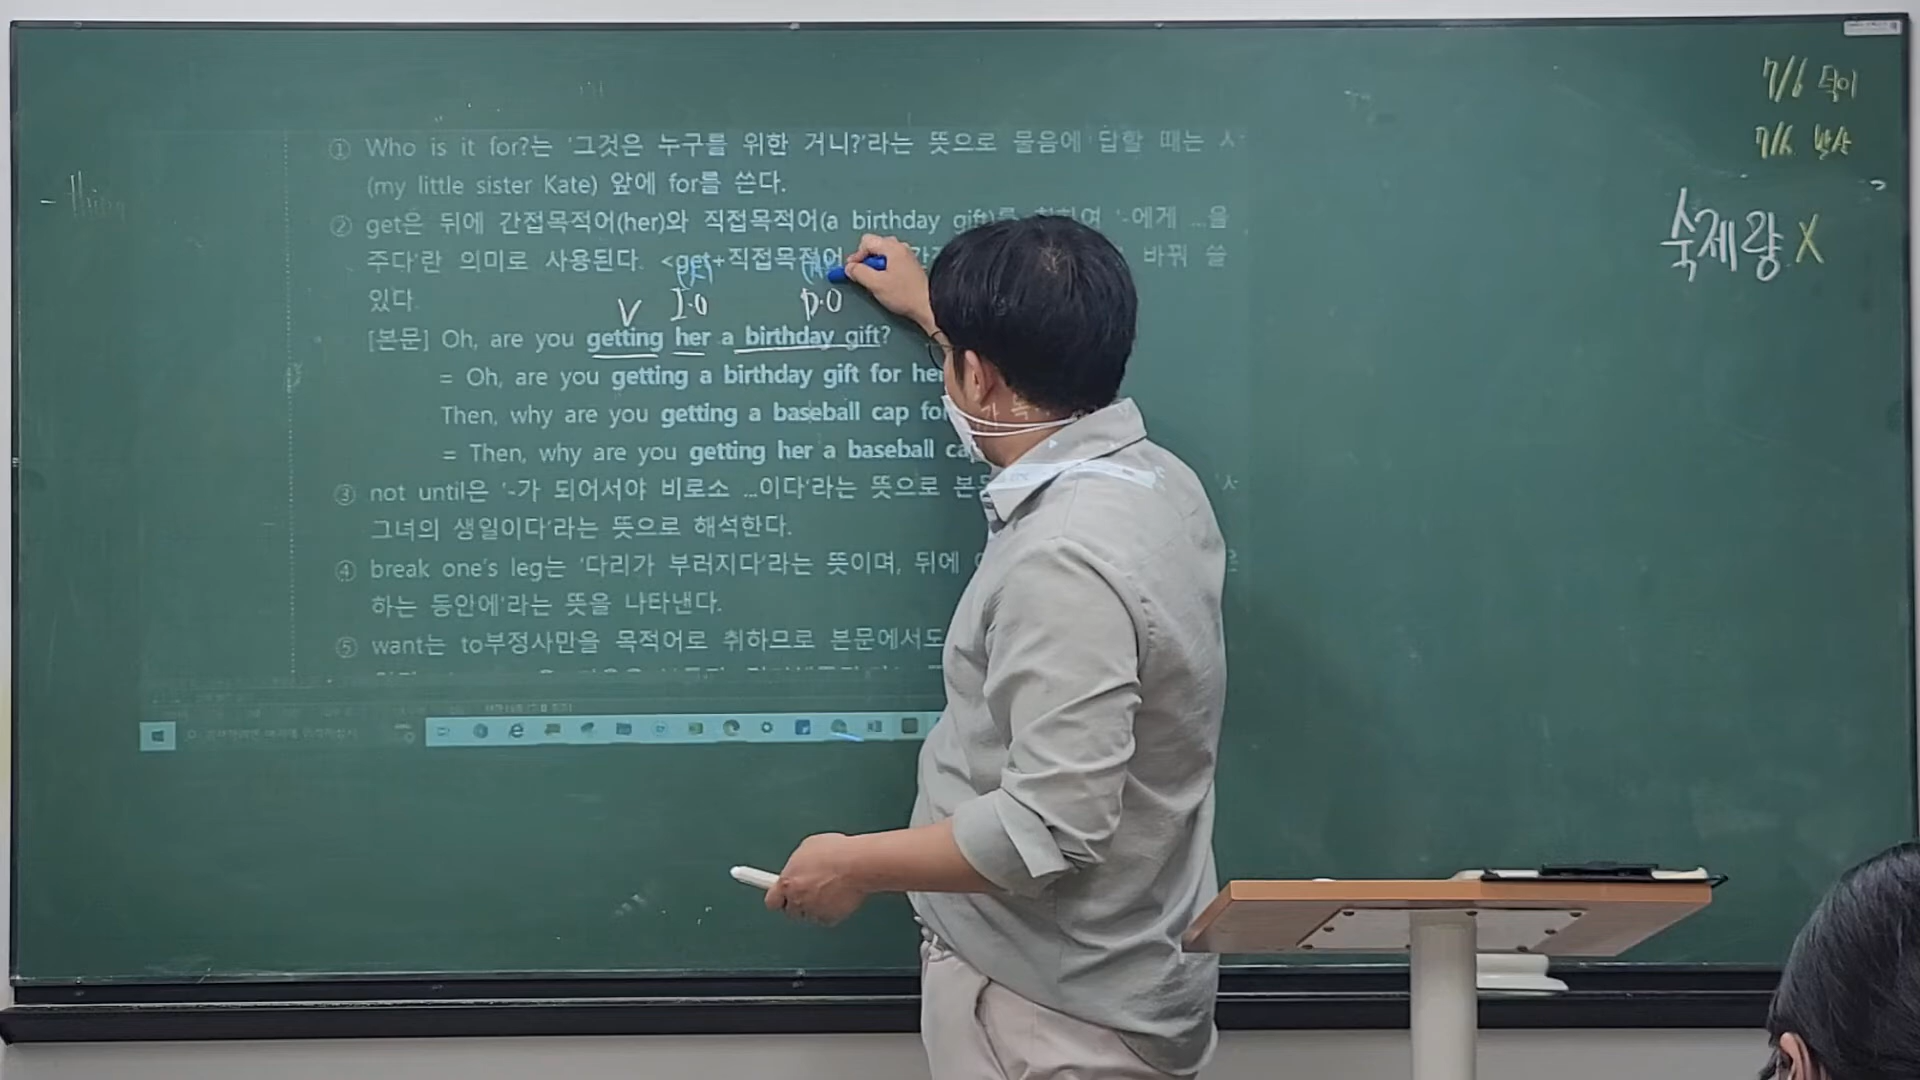 ① Who is it for?는 '그것은 누구를 위한 거니?'라는 뜻으로 물음에 답할 때는
(my little sister Kate) 앞에 for를 쓴다.
② get은 뒤에 간접목적어(her)와 직접목적어(a birthday gift)를 '-에게 ...을
주다'란 의미로 사용된다. <get+직접목적어 바꿔 쓸
있다.
V I·O D·O
[본문] Oh, are you getting her a birthday gift?
= Oh, are you getting a birthday gift for her
Then, why are you getting a baseball cap for
= Then, why are you getting her a baseball cap
③ not until은 '-가 되어서야 비로소 ...이다'라는 뜻으로
그녀의 생일이다'라는 뜻으로 해석한다.
④ break one's leg는 '다리가 부러지다'라는 뜻이며, 뒤에
하는 동안에'라는 뜻을 나타낸다.
⑤ want는 to부정사만을 목적어로 취하므로 본문에서도
- thing
7/6
7/6
숙제량 X